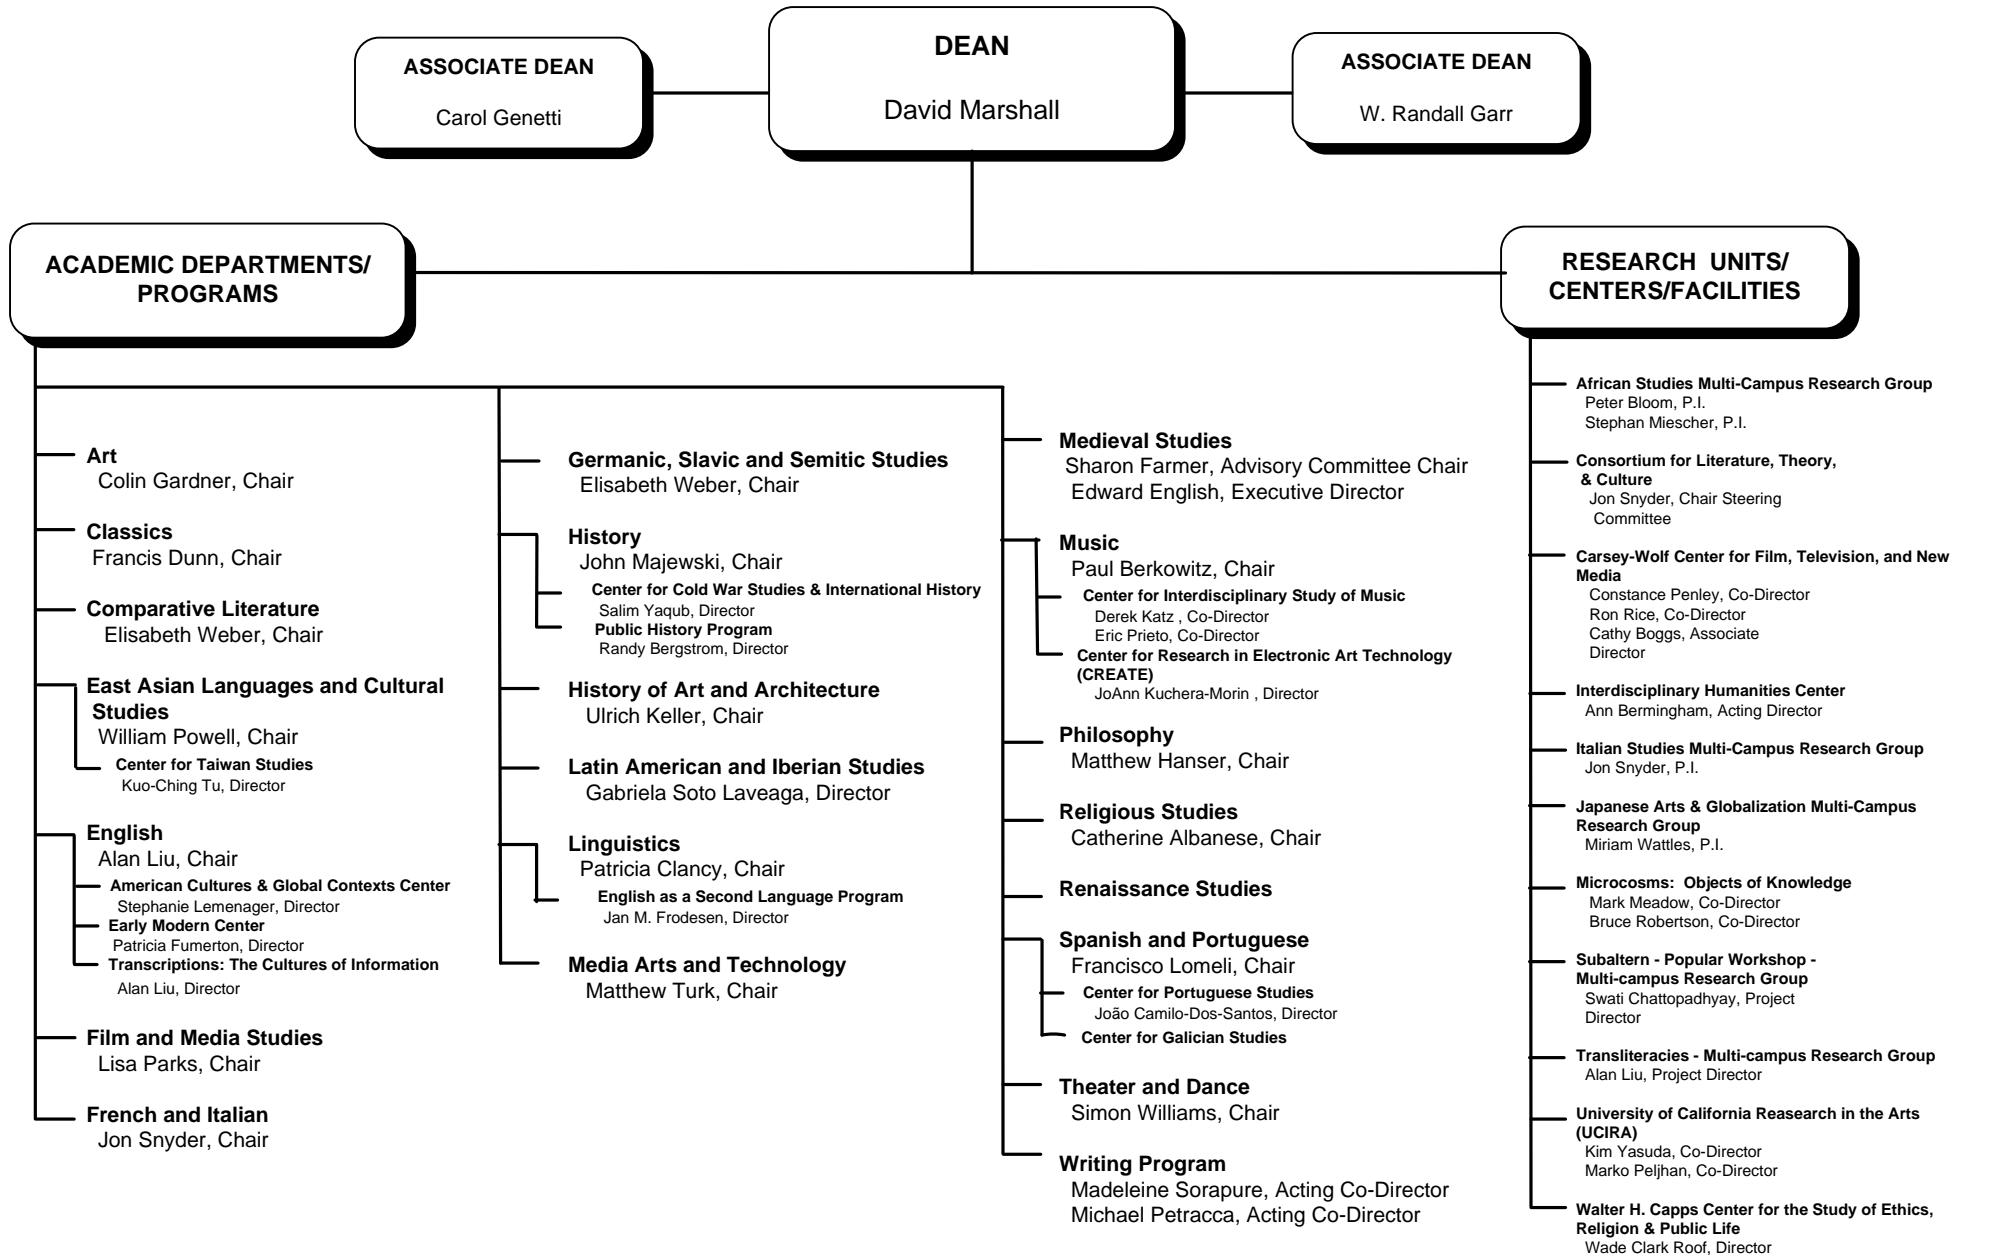 DEAN
David Marshall
ASSOCIATE DEAN
Carol Genetti
ASSOCIATE DEAN
W. Randall Garr
ACADEMIC DEPARTMENTS/
PROGRAMS
Art
Colin Gardner, Chair
Classics
Francis Dunn, Chair
Comparative Literature
Elisabeth Weber, Chair
East Asian Languages and Cultural
Studies
William Powell, Chair
Center for Taiwan Studies
Kuo-Ching Tu, Director
English
Alan Liu, Chair
American Cultures & Global Contexts Center
Stephanie Lemenager, Director
Early Modern Center
Patricia Fumerton, Director
Transcriptions: The Cultures of Information
Alan Liu, Director
Film and Media Studies
Lisa Parks, Chair
French and Italian
Jon Snyder, Chair
Germanic, Slavic and Semitic Studies
Elisabeth Weber, Chair
History
John Majewski, Chair
Center for Cold War Studies & International History
Salim Yaqub, Director
Public History Program
Randy Bergstrom, Director
History of Art and Architecture
Ulrich Keller, Chair
Latin American and Iberian Studies
Gabriela Soto Laveaga, Director
Linguistics
Patricia Clancy, Chair
English as a Second Language Program
Jan M. Frodesen, Director
Media Arts and Technology
Matthew Turk, Chair
Medieval Studies
Sharon Farmer, Advisory Committee Chair
Edward English, Executive Director
Music
Paul Berkowitz, Chair
Center for Interdisciplinary Study of Music
Derek Katz , Co-Director
Eric Prieto, Co-Director
Center for Research in Electronic Art Technology
(CREATE)
JoAnn Kuchera-Morin , Director
Philosophy
Matthew Hanser, Chair
Religious Studies
Catherine Albanese, Chair
Renaissance Studies
Spanish and Portuguese
Francisco Lomeli, Chair
Center for Portuguese Studies
João Camilo-Dos-Santos, Director
Center for Galician Studies
Theater and Dance
Simon Williams, Chair
Writing Program
Madeleine Sorapure, Acting Co-Director
Michael Petracca, Acting Co-Director
RESEARCH UNITS/
CENTERS/FACILITIES
African Studies Multi-Campus Research Group
Peter Bloom, P.I.
Stephan Miescher, P.I.
Consortium for Literature, Theory,
& Culture
Jon Snyder, Chair Steering
Committee
Carsey-Wolf Center for Film, Television, and New
Media
Constance Penley, Co-Director
Ron Rice, Co-Director
Cathy Boggs, Associate
Director
Interdisciplinary Humanities Center
Ann Bermingham, Acting Director
Italian Studies Multi-Campus Research Group
Jon Snyder, P.I.
Japanese Arts & Globalization Multi-Campus
Research Group
Miriam Wattles, P.I.
Microcosms: Objects of Knowledge
Mark Meadow, Co-Director
Bruce Robertson, Co-Director
Subaltern - Popular Workshop -
Multi-campus Research Group
Swati Chattopadhyay, Project
Director
Transliteracies - Multi-campus Research Group
Alan Liu, Project Director
University of California Reasearch in the Arts
(UCIRA)
Kim Yasuda, Co-Director
Marko Peljhan, Co-Director
Walter H. Capps Center for the Study of Ethics,
Religion & Public Life
Wade Clark Roof, Director